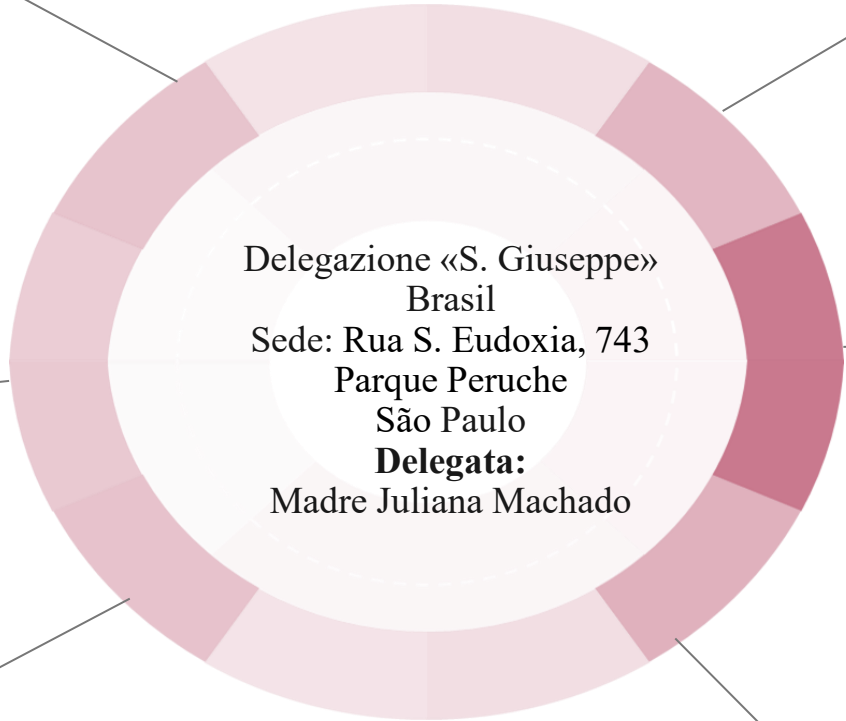 Delegazione «S. Giuseppe»
Brasil
Sede: Rua S. Eudoxia, 743
Parque Peruche
São Paulo
Delegata:
Madre Juliana Machado